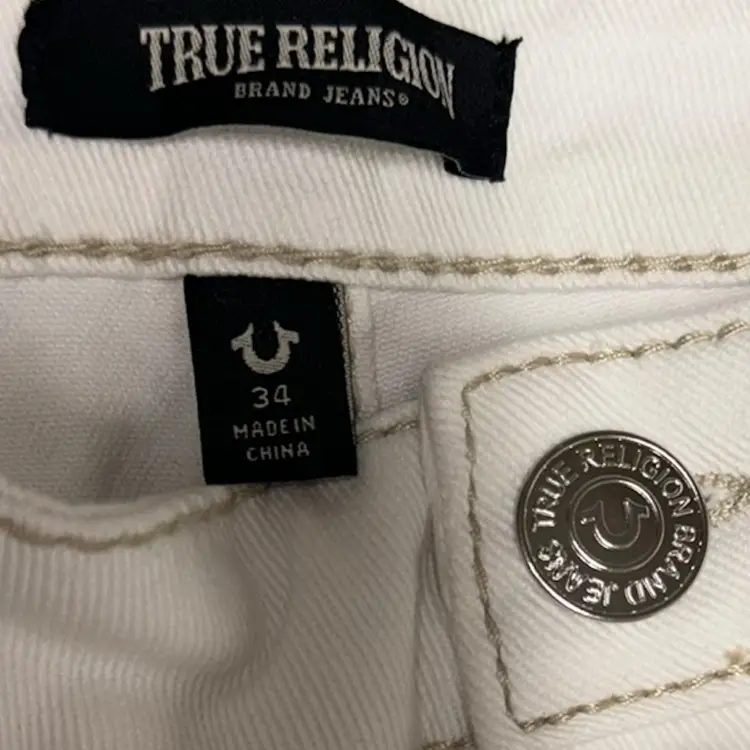 TRUE RELIGION
BRAND JEANS®
34
MADE IN
CHINA
TRUE RELIGION BRAND JEANS